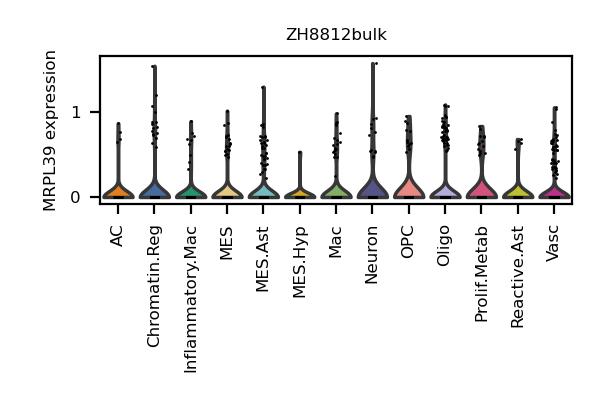 ZH8812bulk
MRPL39 expression
1
0
AC
Chromatin.Reg
Inflammatory.Mac
MES
MES.Ast
MES.Hyp
Mac
Neuron
OPC
Oligo
Prolif.Metab
Reactive.Ast
Vasc